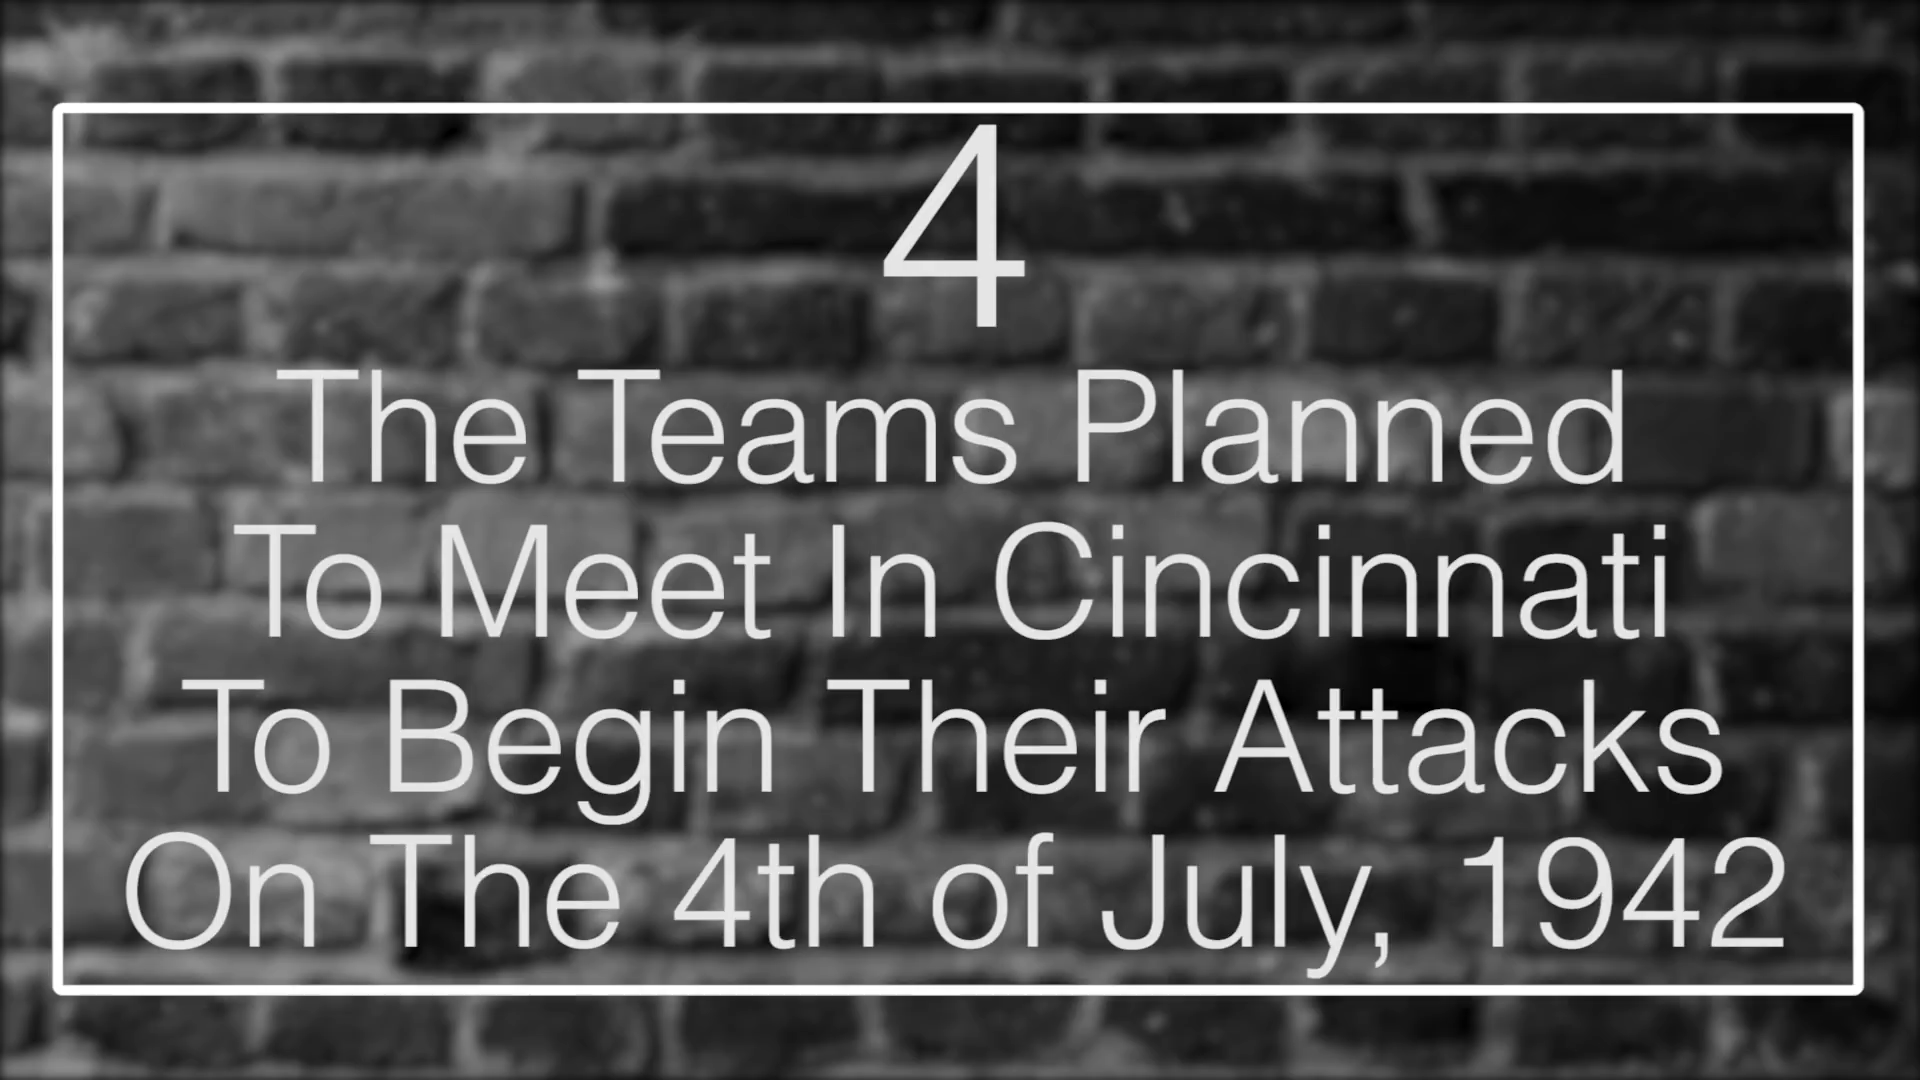 4
The Teams Planned
To Meet In Cincinnati
To Begin Their Attacks
On The 4th of July, 1942